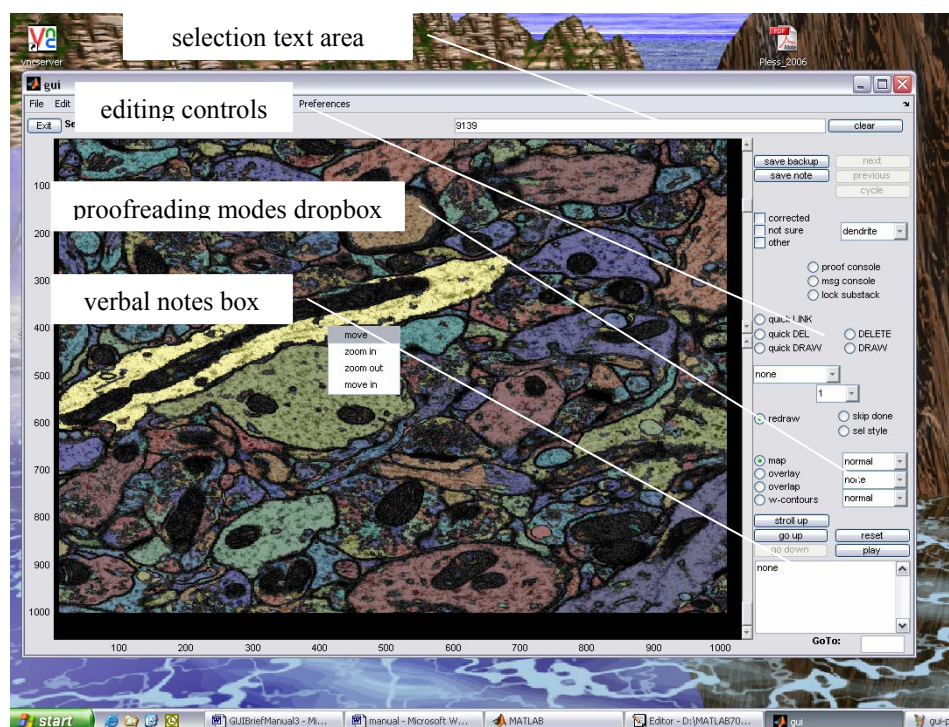 selection text area
vncserver
Pless_2006
gui
File Edit Preferences
editing controls
Exit Se 9139 clear
save backup next
save note previous
cycle
100
proofreading modes dropbox
corrected
not sure dendrite
other
200
proof console
msg console
lock substack
300
verbal notes box
quick LINK
quick DEL DELETE
quick DRAW DRAW
400
move
zoom in
zoom out
move in
none
1
500
redraw skip done
sel style
600
map normal
overlay none
overlap
w-contours normal
700
stroll up
go up reset
go down play
800
none
900
1000
GoTo:
100 200 300 400 500 600 700 800 900 1000
start GUIBriefManual3 - Mi... manual - Microsoft W... MATLAB Editor - D:\MATLAB70... gui gui-